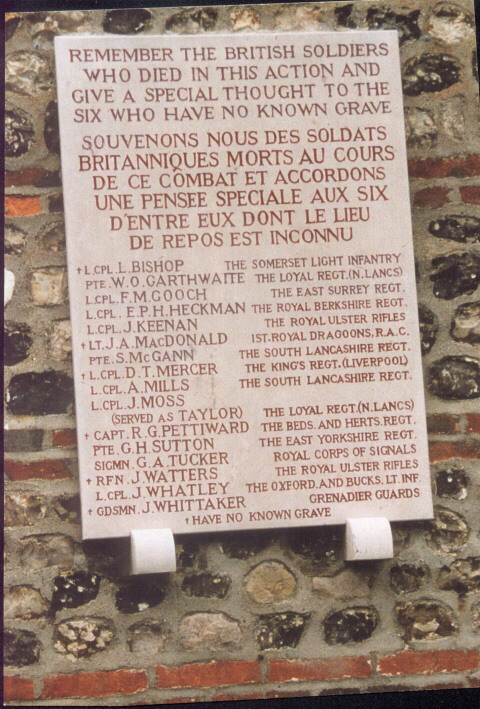 REMEMBER THE BRITISH SOLDIERS
WHO DIED IN THIS ACTION AND
GIVE A SPECIAL THOUGHT TO THE
SIX WHO HAVE NO KNOWN GRAVE
SOUVENONS NOUS DES SOLDATS
BRITANNIQUES MORTS AU COURS
DE CE COMBAT ET ACCORDONS
UNE PENSEE SPECIALE AUX SIX
D'ENTRE EUX DONT LE LIEU
DE REPOS EST INCONNU
† L.CPL. L. BISHOP THE SOMERSET LIGHT INFANTRY
PTE. W.O. GARTHWAITE THE LOYAL REGT. (N. LANCS)
L.CPL. F.M. GOOCH THE EAST SURREY REGT.
L.CPL. E.P.H. HECKMAN THE ROYAL BERKSHIRE REGT.
L.CPL. J. KEENAN THE ROYAL ULSTER RIFLES
† LT. J.A. MACDONALD 1ST. ROYAL DRAGOONS, R.A.C.
PTE. S. MCGANN THE SOUTH LANCASHIRE REGT.
† L.CPL. D.T. MERCER THE KING'S REGT. (LIVERPOOL)
L.CPL. A. MILLS THE SOUTH LANCASHIRE REGT.
L.CPL. J. MOSS
(SERVED AS TAYLOR) THE LOYAL REGT. (N. LANCS)
† CAPT. R.G. PETTIWARD THE BEDS. AND HERTS. REGT.
PTE. G.H. SUTTON THE EAST YORKSHIRE REGT.
SIGMN. G.A. TUCKER ROYAL CORPS OF SIGNALS
† RFN. J. WATTERS THE ROYAL ULSTER RIFLES
L.CPL. J. WHATLEY THE OXFORD. AND BUCKS. LT. INF.
† GDSMN. J. WHITTAKER GRENADIER GUARDS
† HAVE NO KNOWN GRAVE